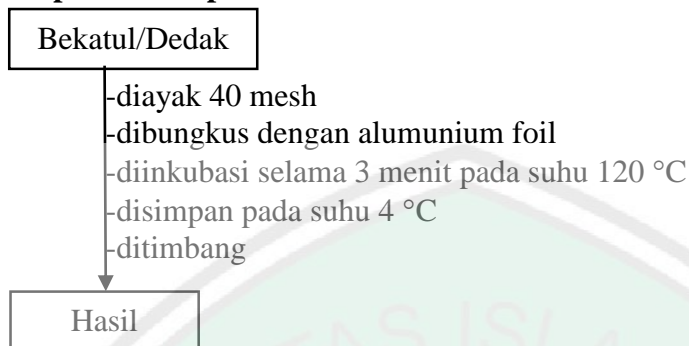 Bekatul/Dedak
-diayak 40 mesh
-dibungkus dengan alumunium foil
-diinkubasi selama 3 menit pada suhu 120 °C
-disimpan pada suhu 4 °C
-ditimbang
Hasil